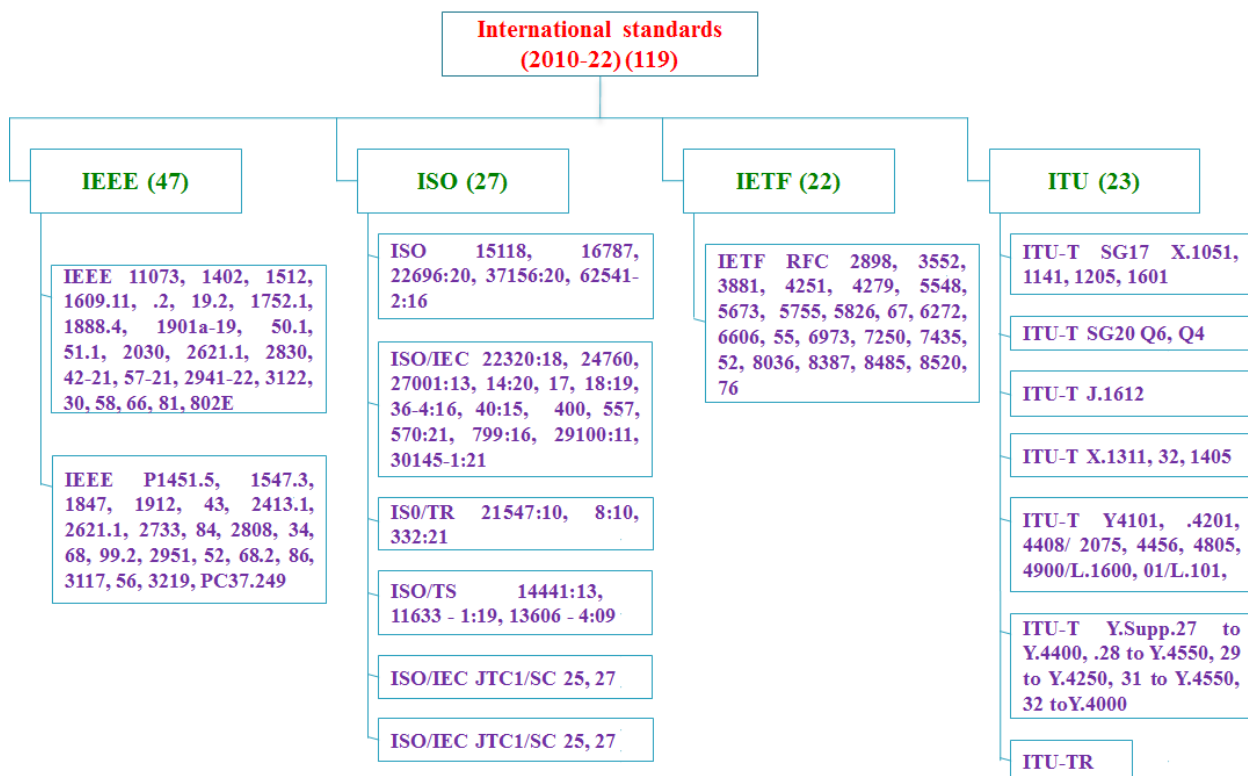 International standards
(2010-22) (119)
IEEE (47)
IEEE 11073, 1402, 1512,
1609.11, .2, 19.2, 1752.1,
1888.4, 1901a-19, 50.1,
51.1, 2030, 2621.1, 2830,
42-21, 57-21, 2941-22, 3122,
30, 58, 66, 81, 802E
IEEE P1451.5, 1547.3,
1847, 1912, 43, 2413.1,
2621.1, 2733, 84, 2808, 34,
68, 99.2, 2951, 52, 68.2, 86,
3117, 56, 3219, PC37.249
ISO (27)
ISO 15118, 16787,
22696:20, 37156:20, 62541-
2:16
ISO/IEC 22320:18, 24760,
27001:13, 14:20, 17, 18:19,
36-4:16, 40:15, 400, 557,
570:21, 799:16, 29100:11,
30145-1:21
IS0/TR 21547:10, 8:10,
332:21
ISO/TS 14441:13,
11633 - 1:19, 13606 - 4:09
ISO/IEC JTC1/SC 25, 27
ISO/IEC JTC1/SC 25, 27
IETF (22)
IETF RFC 2898, 3552,
3881, 4251, 4279, 5548,
5673, 5755, 5826, 67, 6272,
6606, 55, 6973, 7250, 7435,
52, 8036, 8387, 8485, 8520,
76
ITU (23)
ITU-T SG17 X.1051,
1141, 1205, 1601
ITU-T SG20 Q6, Q4
ITU-T J.1612
ITU-T X.1311, 32, 1405
ITU-T Y4101, .4201,
4408/ 2075, 4456, 4805,
4900/L.1600, 01/L.101,
ITU-T Y.Supp.27 to
Y.4400, .28 to Y.4550, 29
to Y.4250, 31 to Y.4550,
32 toY.4000
ITU-TR